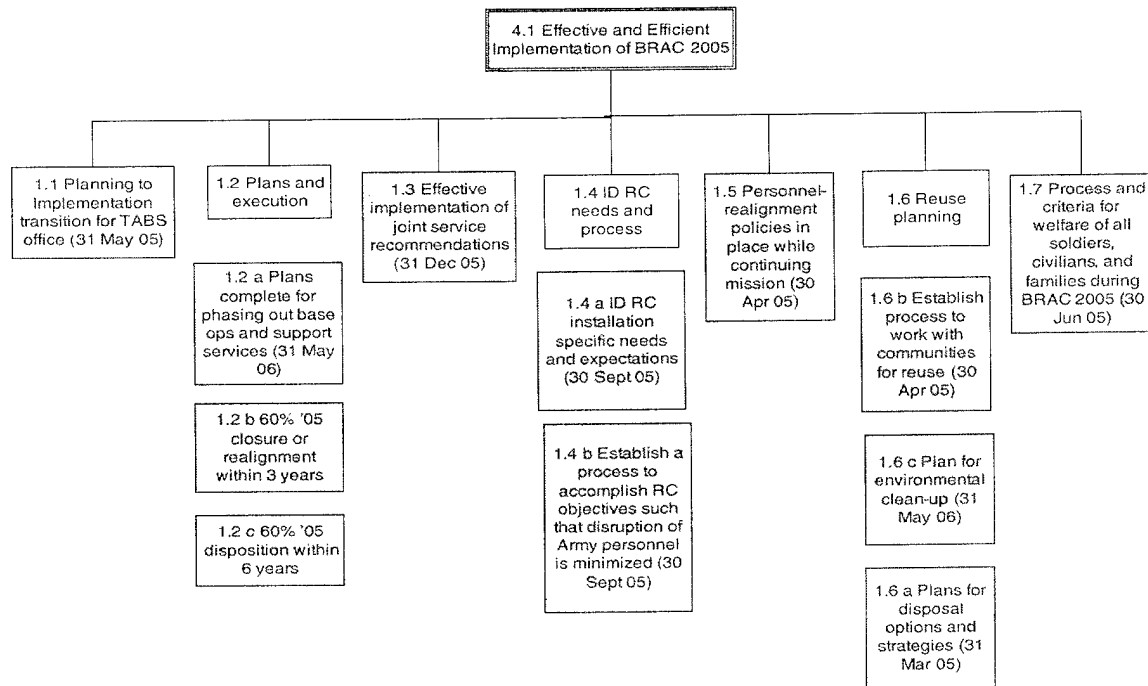 4.1 Effective and Efficient
Implementation of BRAC 2005
1.1 Planning to
Implementation
transition for TABS
office (31 May 05)
1.2 Plans and
execution
1.2 a Plans
complete for
phasing out base
ops and support
services (31 May
06)
1.2 b 60% '05
closure or
realignment within
3 years
1.2 c 60% '05
disposition within
6 years
1.3 Effective
implementation of
joint service
recommendations
(31 Dec 05)
1.4 ID RC
needs and
process
1.4 a ID RC
installation
specific needs
and expectations
(30 Sept 05)
1.4 b Establish a
process to
accomplish RC
objectives such
that disruption of
Army personnel
is minimized (30
Sept 05)
1.5 Personnel-
realignment
policies in
place while
continuing
mission (30
Apr 05)
1.6 Reuse
planning
1.6 b Establish
process to
work with
communities
for reuse (30
Apr 05)
1.6 c Plan for
environmental
clean-up (31
May 06)
1.6 a Plans for
disposal
options and
strategies (31
Mar 05)
1.7 Process and
criteria for
welfare of all
soldiers,
civilians, and
families during
BRAC 2005 (30
Jun 05)